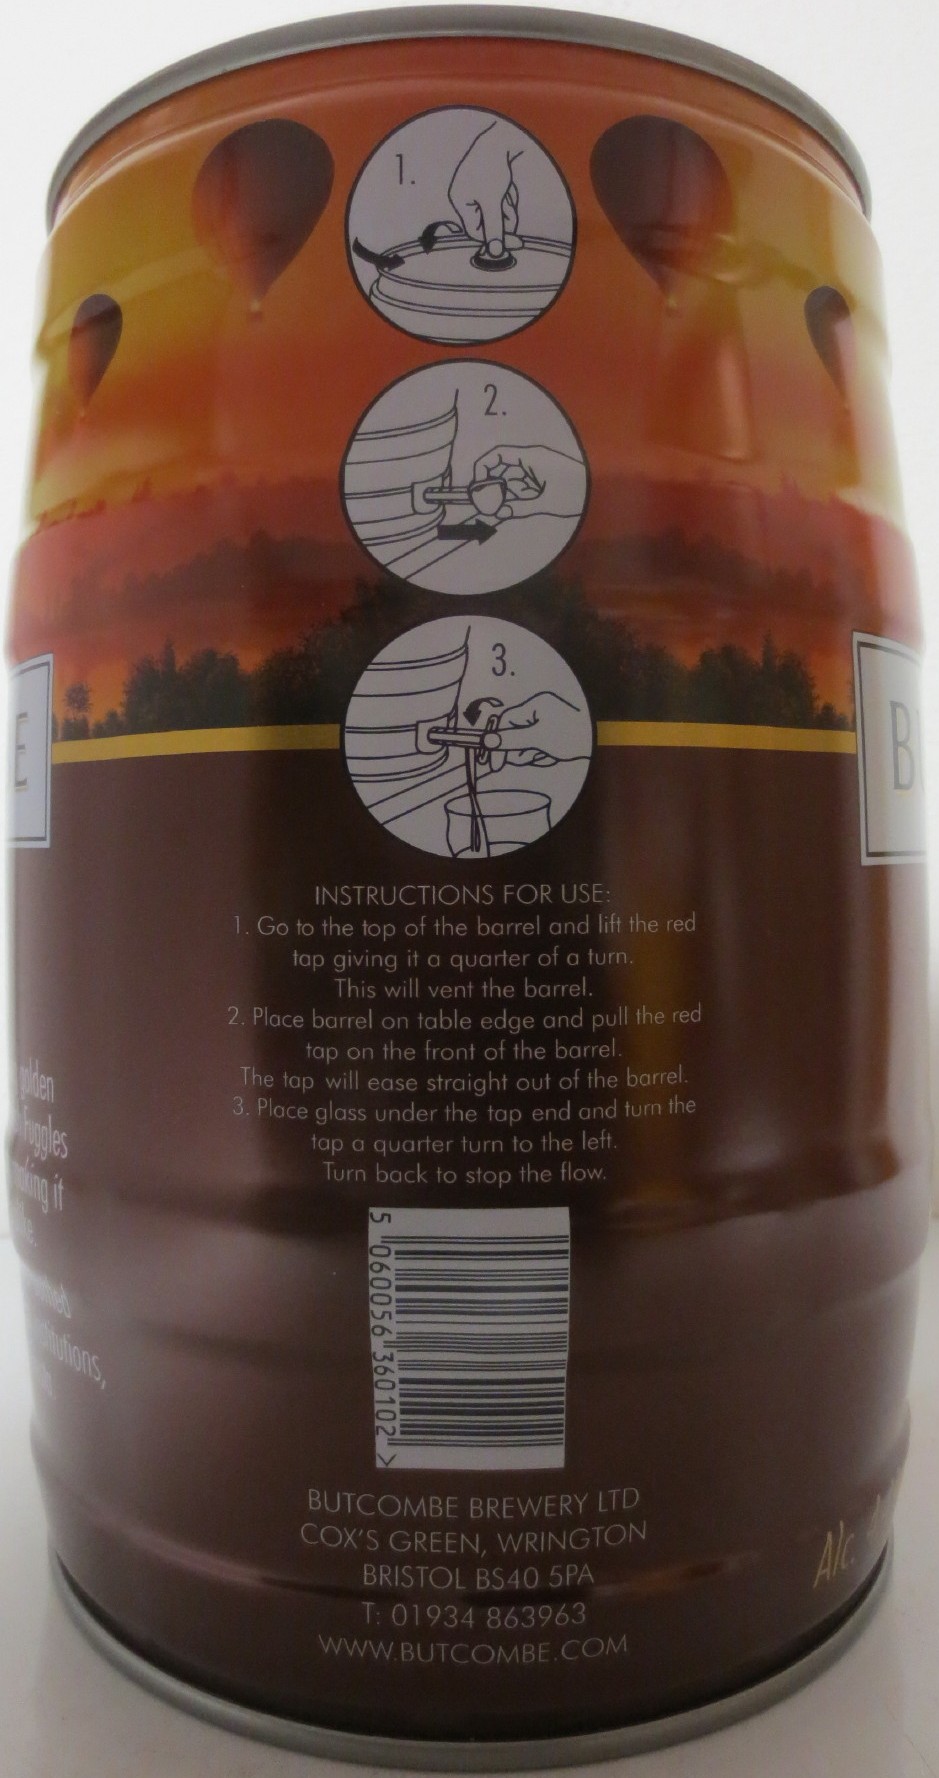 1.
2.
3.
E
B
INSTRUCTIONS FOR USE:
1. Go to the top of the barrel and lift the red
tap giving it a quarter of a turn.
This will vent the barrel.
2. Place barrel on table edge and pull the red
tap on the front of the barrel.
The tap will ease straight out of the barrel.
3. Place glass under the tap end and turn the
tap a quarter turn to the left.
Turn back to stop the flow.
golden
Fuggles
it
5 060056 360102 >
BUTCOMBE BREWERY LTD
COX'S GREEN, WRINGTON
BRISTOL BS40 5PA
T: 01934 863963
WWW.BUTCOMBE.COM
Alc.